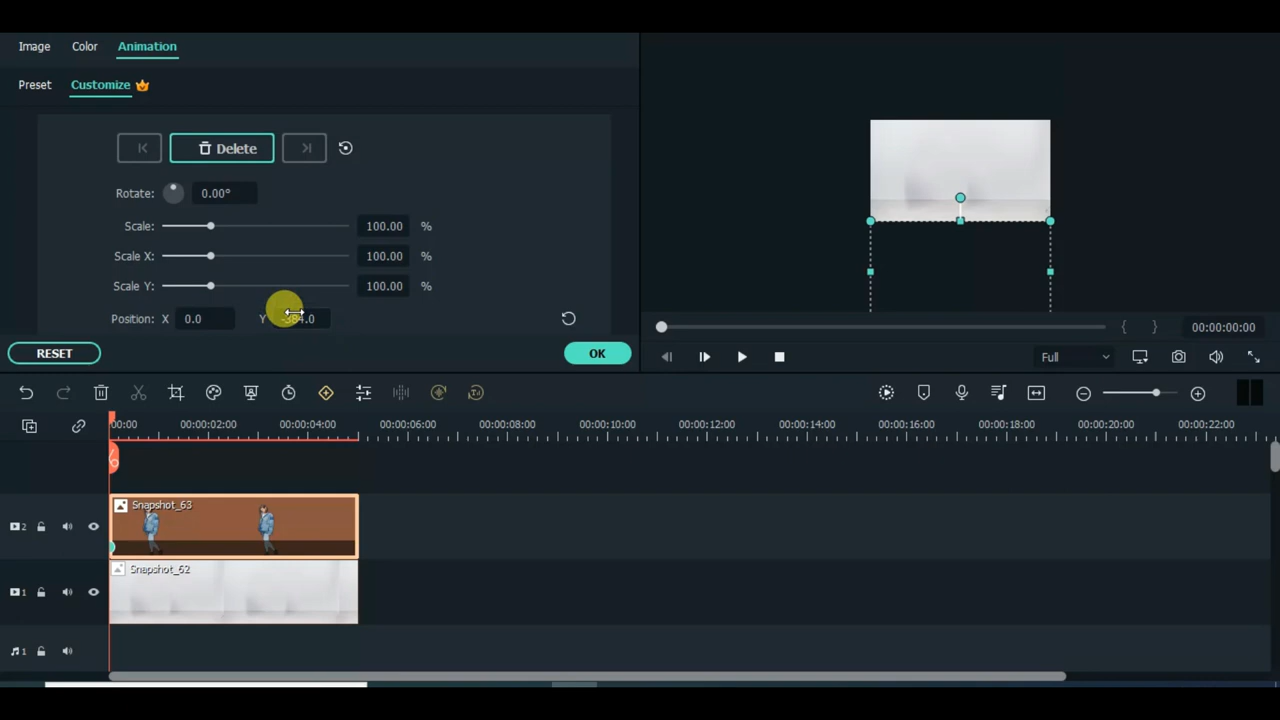 Image Color Animation
Preset Customize
Delete
Rotate: 0.00°
Scale: 100.00 %
Scale X: 100.00 %
Scale Y: 100.00 %
Position: X 0.0 Y
RESET OK
00:00:00:00
Full
00:00 00:00:02:00 00:00:04:00 00:00:06:00 00:00:08:00 00:00:10:00 00:00:12:00 00:00:14:00 00:00:16:00 00:00:18:00 00:00:20:00 00:00:22:00
Snapshot_63
2
Snapshot_62
1
1